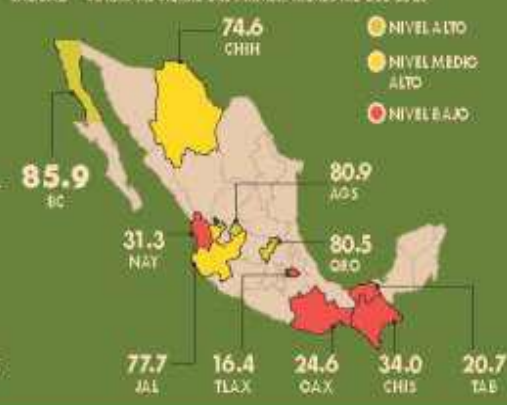 74.6
CHIH
NIVEL ALTO
NIVEL MEDIO
ALTO
NIVEL BAJO
85.9
BC
80.9
AGS
31.3
NAY
80.5
QRO
77.7
JAL
16.4
TLAX
24.6
OAX
34.0
CHIS
20.7
TAB